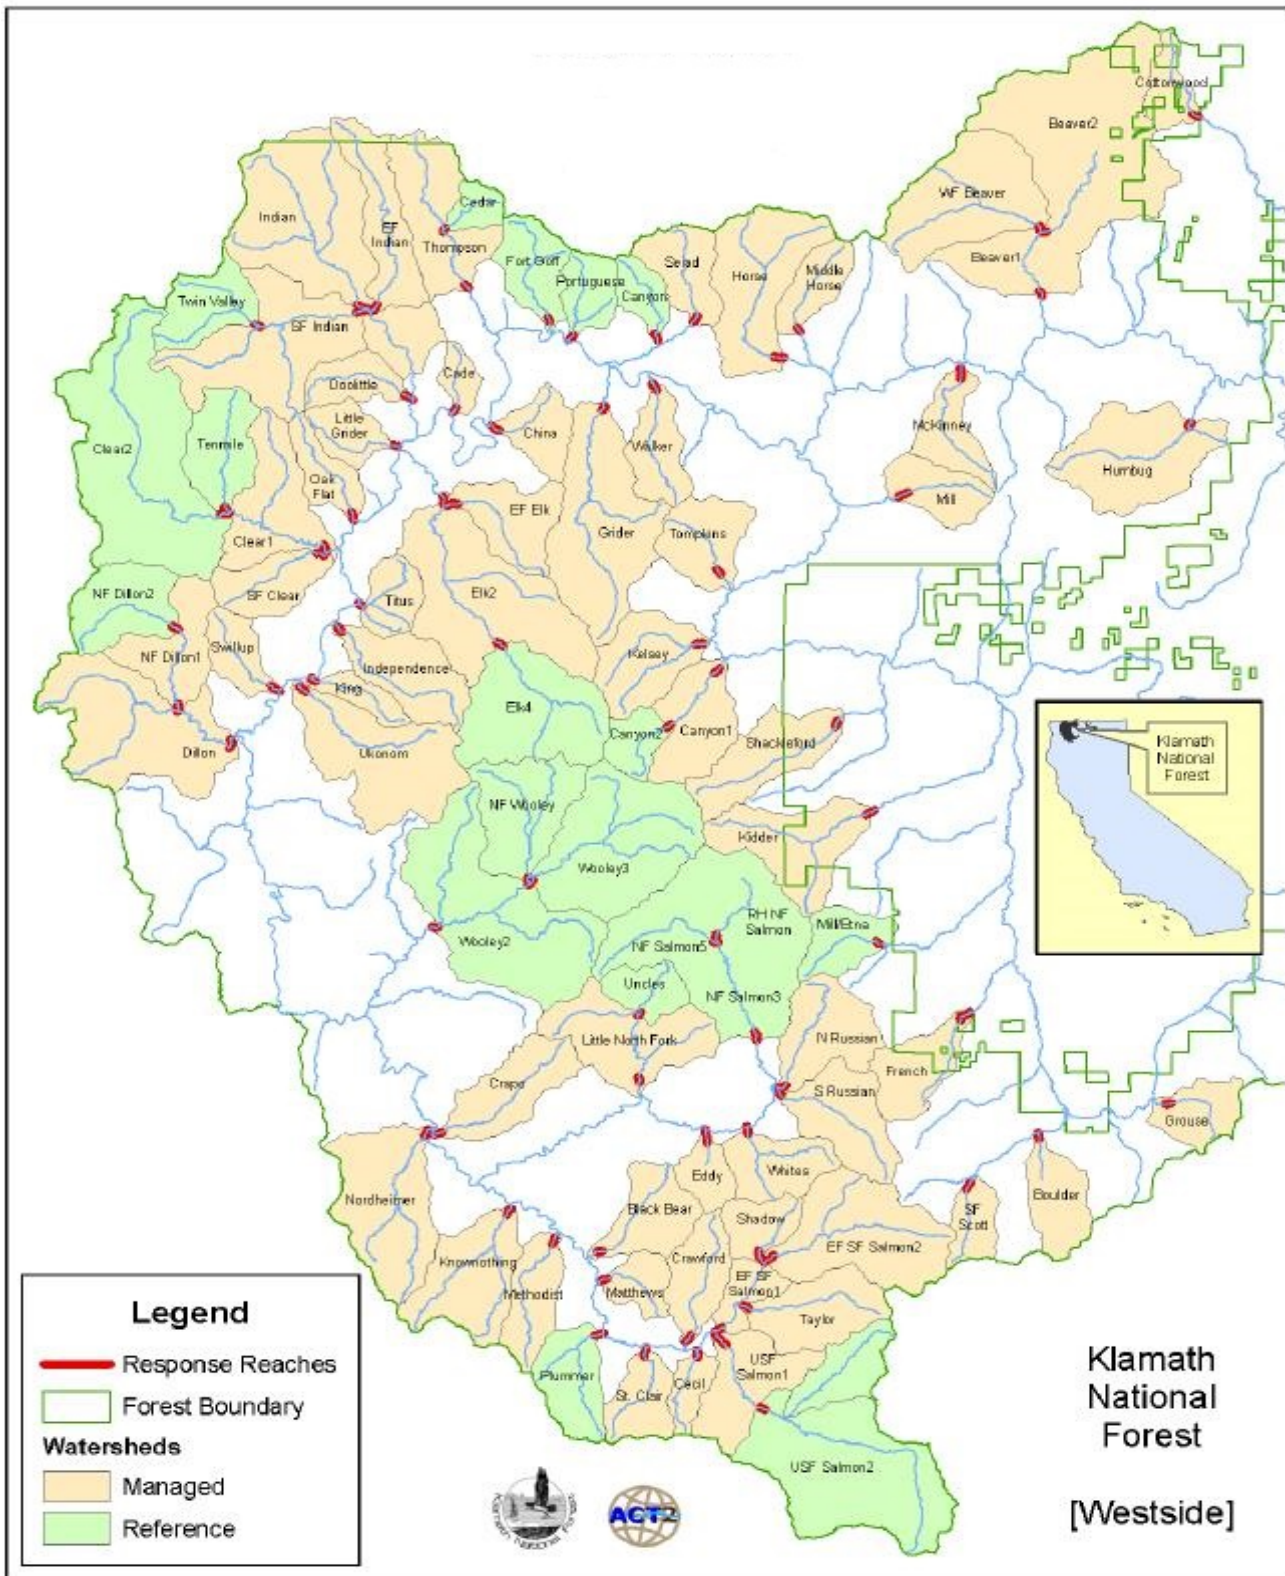 Cottonwood
Beaver2
WF Beaver
Beaver1
Indian
EF
Indian
Cedar
Thompson
Fort Goff
Portuguese
Canyon
Seiad
Horse
Middle
Horse
Twin Valley
SF Indian
Doolittle
Cade
Little
Grider
China
Walker
McKinney
Humbug
Clear2
Tenmile
Oak
Flat
EF Elk
Grider
Tompkins
Mill
Clear1
SF Clear
Titus
Elk2
NF Dillon2
NF Dillon1
Swillup
Independence
King
Kelsey
Elk4
Canyon2
Canyon1
Shackleford
Dillon
Ukonom
Klamath
National
Forest
NF Wooley
Kidder
Wooley3
RH NF
Salmon
Mill/Etna
Wooley2
NF Salmon5
Uncles
NF Salmon3
Little North Fork
N Russian
French
Crapo
S Russian
Grouse
Nordheimer
Eddy
Whites
Black Bear
Shadow
SF
Scott
Boulder
Knownothing
Crawford
EF SF Salmon2
Methodist
Matthews
EF SF
Salmon1
Taylor
Plummer
St. Clair
Cecil
USF
Salmon1
USF Salmon2
Legend
Response Reaches
Forest Boundary
Watersheds
Managed
Reference
Klamath National Forest
ACT2
Klamath
National
Forest
[Westside]